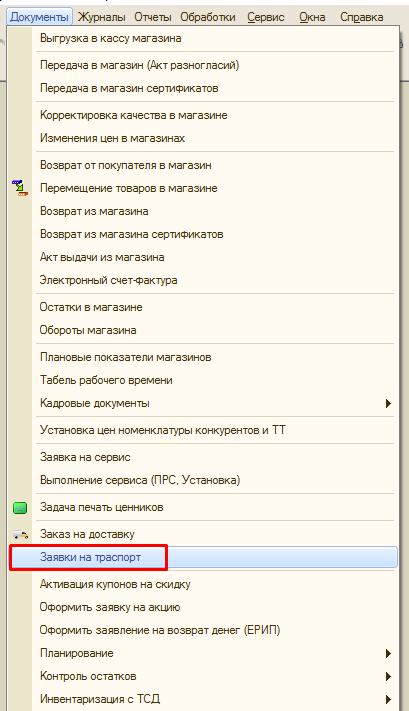 Документы Журналы Отчеты Обработки Сервис Окна Справка
Выгрузка в кассу магазина
Передача в магазин (Акт разногласий)
Передача в магазин сертификатов
Корректировка качества в магазине
Изменения цен в магазинах
Возврат от покупателя в магазин
Перемещение товаров в магазине
Возврат из магазина
Возврат из магазина сертификатов
Акт выдачи из магазина
Электронный счет-фактура
Остатки в магазине
Обороты магазина
Плановые показатели магазинов
Табель рабочего времени
Кадровые документы
Установка цен номенклатуры конкурентов и ТТ
Заявка на сервис
Выполнение сервиса (ПРС, Установка)
Задача печать ценников
Заказ на доставку
Заявки на траспорт
Активация купонов на скидку
Оформить заявку на акцию
Оформить заявление на возврат денег (ЕРИП)
Планирование
Контроль остатков
Инвентаризация с ТСД